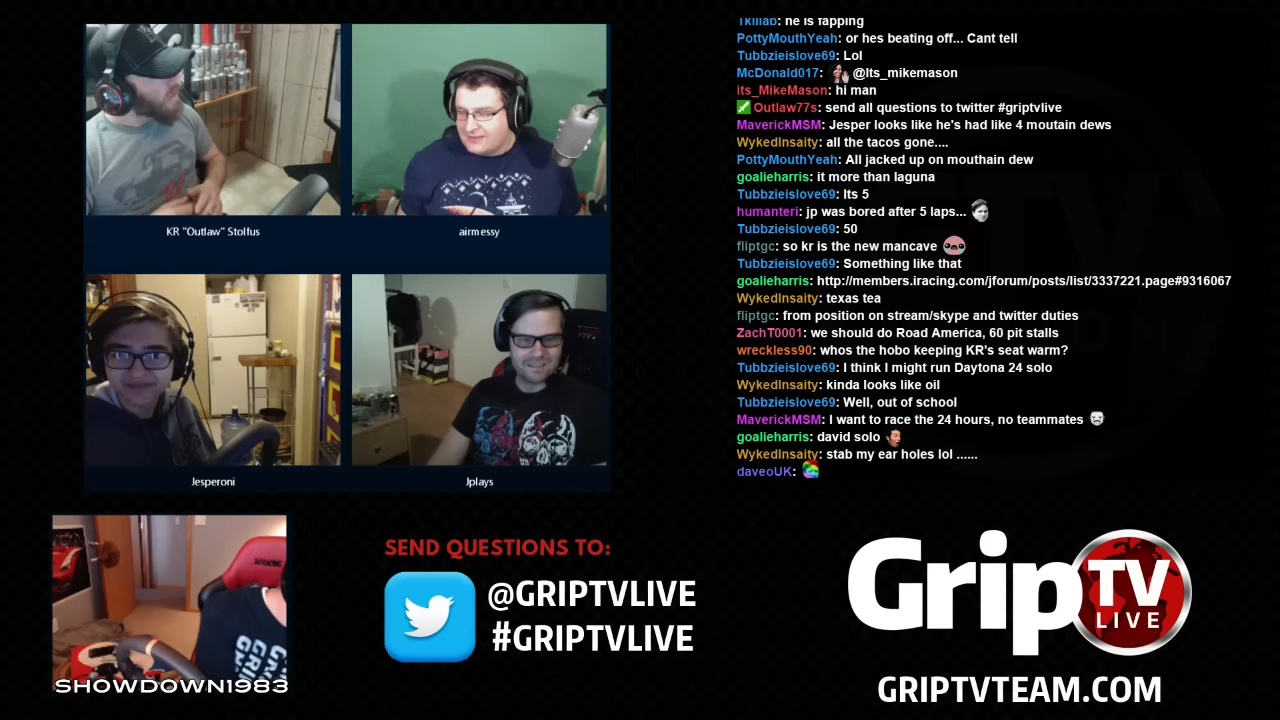 KR "Outlaw" Stolfus
airmessy
Jesperoni
Jplays
SHOWDOWN1983
SEND QUESTIONS TO:
@GRIPTVLIVE
#GRIPTVLIVE
Tkillab: he is fapping
PottyMouthYeah: or hes beating off... Cant tell
Tubbzieislove69: Lol
McDonald017: @Its_mikemason
its_MikeMason: hi man
Outlaw77s: send all questions to twitter #griptvlive
MaverickMSM: Jesper looks like he's had like 4 moutain dews
WykedInsaity: all the tacos gone....
PottyMouthYeah: All jacked up on mouthain dew
goalieharris: it more than laguna
Tubbzieislove69: Its 5
humanteri: jp was bored after 5 laps...
Tubbzieislove69: 50
fliptgc: so kr is the new mancave
Tubbzieislove69: Something like that
goalieharris: http://members.iracing.com/jforum/posts/list/3337221.page#9316067
WykedInsaity: texas tea
fliptgc: from position on stream/skype and twitter duties
ZachT0001: we should do Road America, 60 pit stalls
wreckless90: whos the hobo keeping KR's seat warm?
Tubbzieislove69: I think I might run Daytona 24 solo
WykedInsaity: kinda looks like oil
Tubbzieislove69: Well, out of school
MaverickMSM: I want to race the 24 hours, no teammates
goalieharris: david solo
WykedInsaity: stab my ear holes lol ......
daveoUK:
Grip TV
LIVE
GRIPTVTEAM.COM